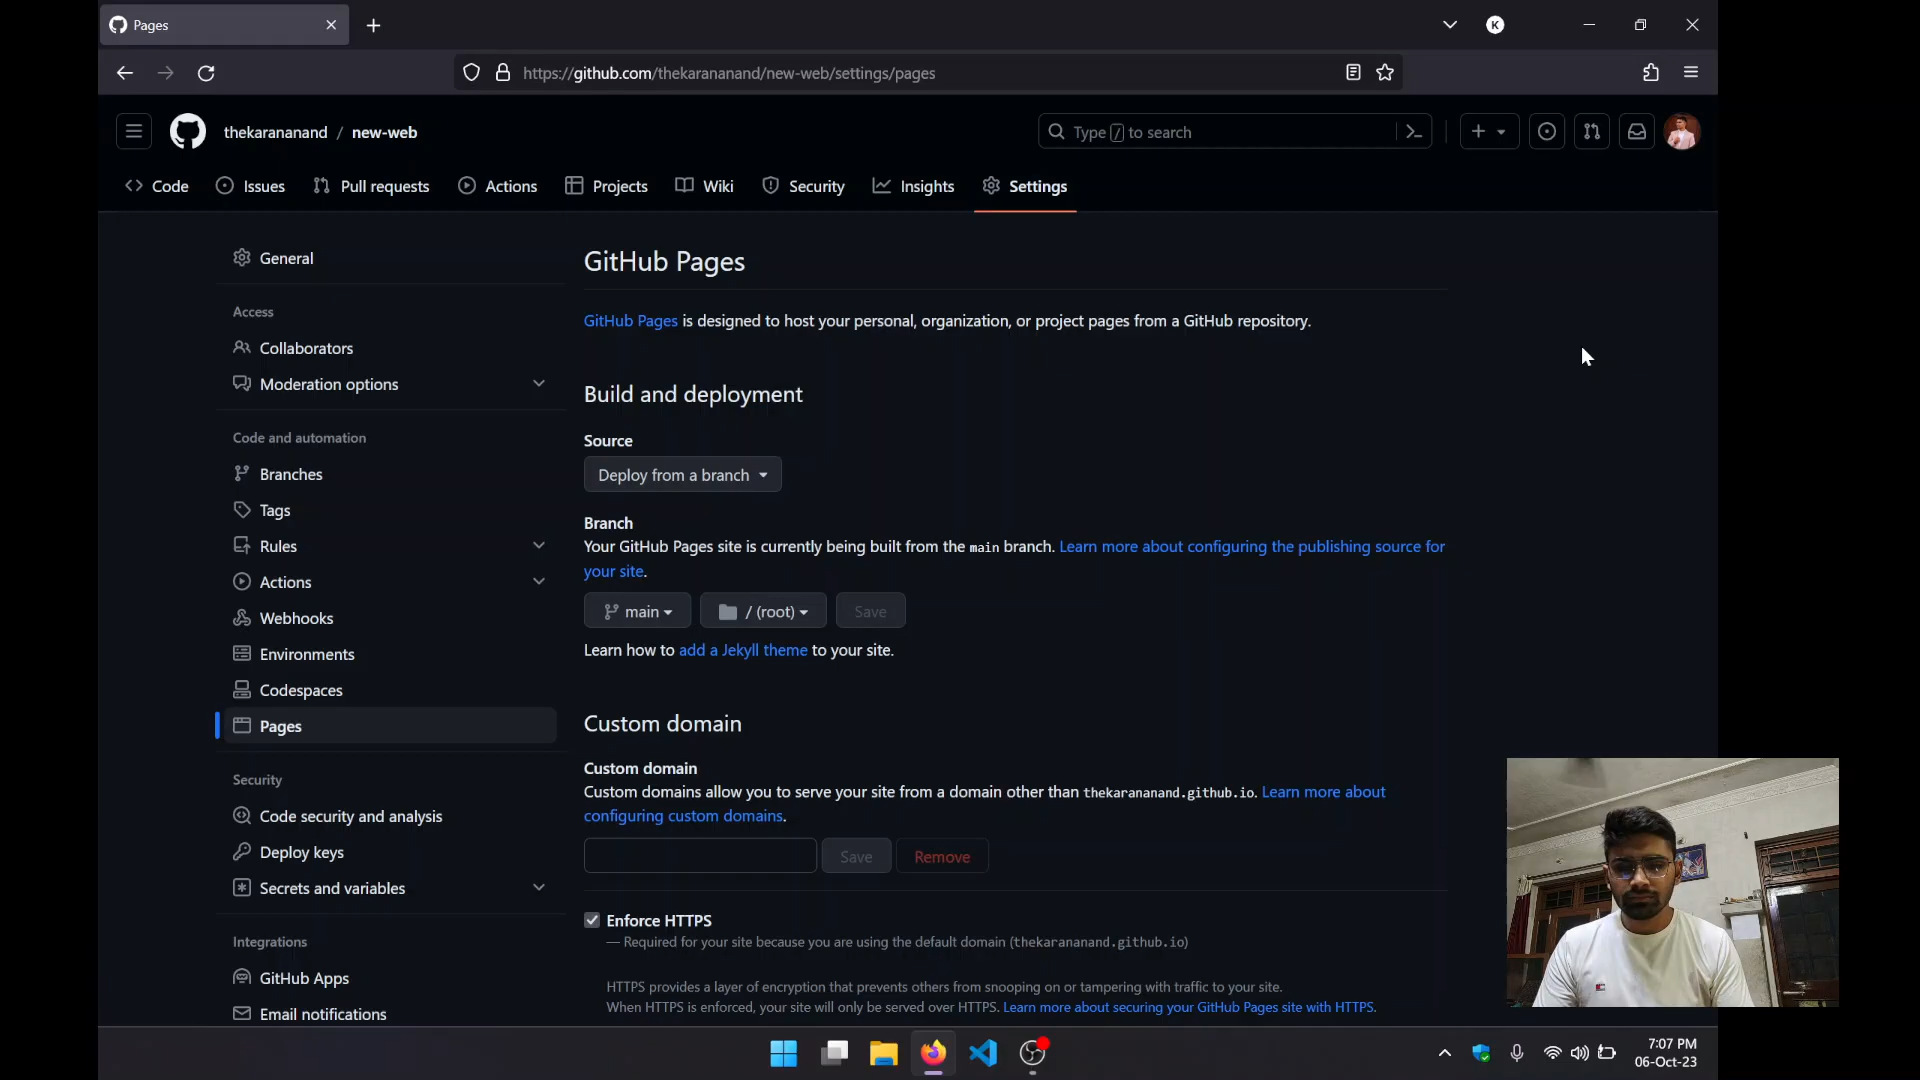 Pages
https://github.com/thekarananand/new-web/settings/pages
K
thekarananand / new-web
Type / to search
Code Issues Pull requests Actions Projects Wiki Security Insights Settings
General
Access
Collaborators
Moderation options
Code and automation
Branches
Tags
Rules
Actions
Webhooks
Environments
Codespaces
Pages
Security
Code security and analysis
Deploy keys
Secrets and variables
Integrations
GitHub Apps
Email notifications
GitHub Pages
GitHub Pages is designed to host your personal, organization, or project pages from a GitHub repository.
Build and deployment
Source
Deploy from a branch
Branch
Your GitHub Pages site is currently being built from the main branch. Learn more about configuring the publishing source for
your site.
main / (root) Save
Learn how to add a Jekyll theme to your site.
Custom domain
Custom domain
Custom domains allow you to serve your site from a domain other than thekarananand.github.io. Learn more about
configuring custom domains.
Save Remove
Enforce HTTPS
— Required for your site because you are using the default domain (thekarananand.github.io)
HTTPS provides a layer of encryption that prevents others from snooping on or tampering with traffic to your site.
When HTTPS is enforced, your site will only be served over HTTPS. Learn more about securing your GitHub Pages site with HTTPS.
7:07 PM
06-Oct-23